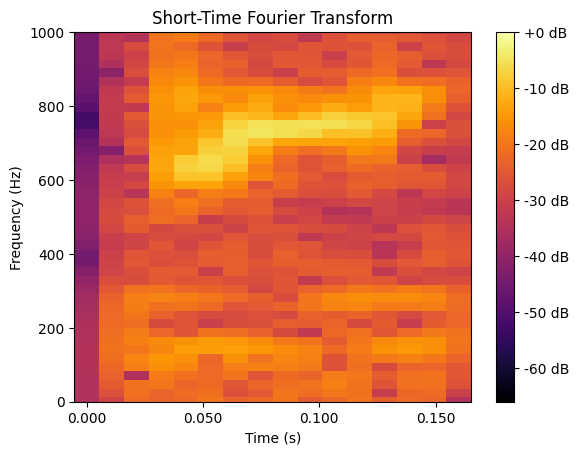 Short-Time Fourier Transform
1000
800
600
400
200
0
Frequency (Hz)
0.000
0.050
0.100
0.150
Time (s)
+0 dB
-10 dB
-20 dB
-30 dB
-40 dB
-50 dB
-60 dB